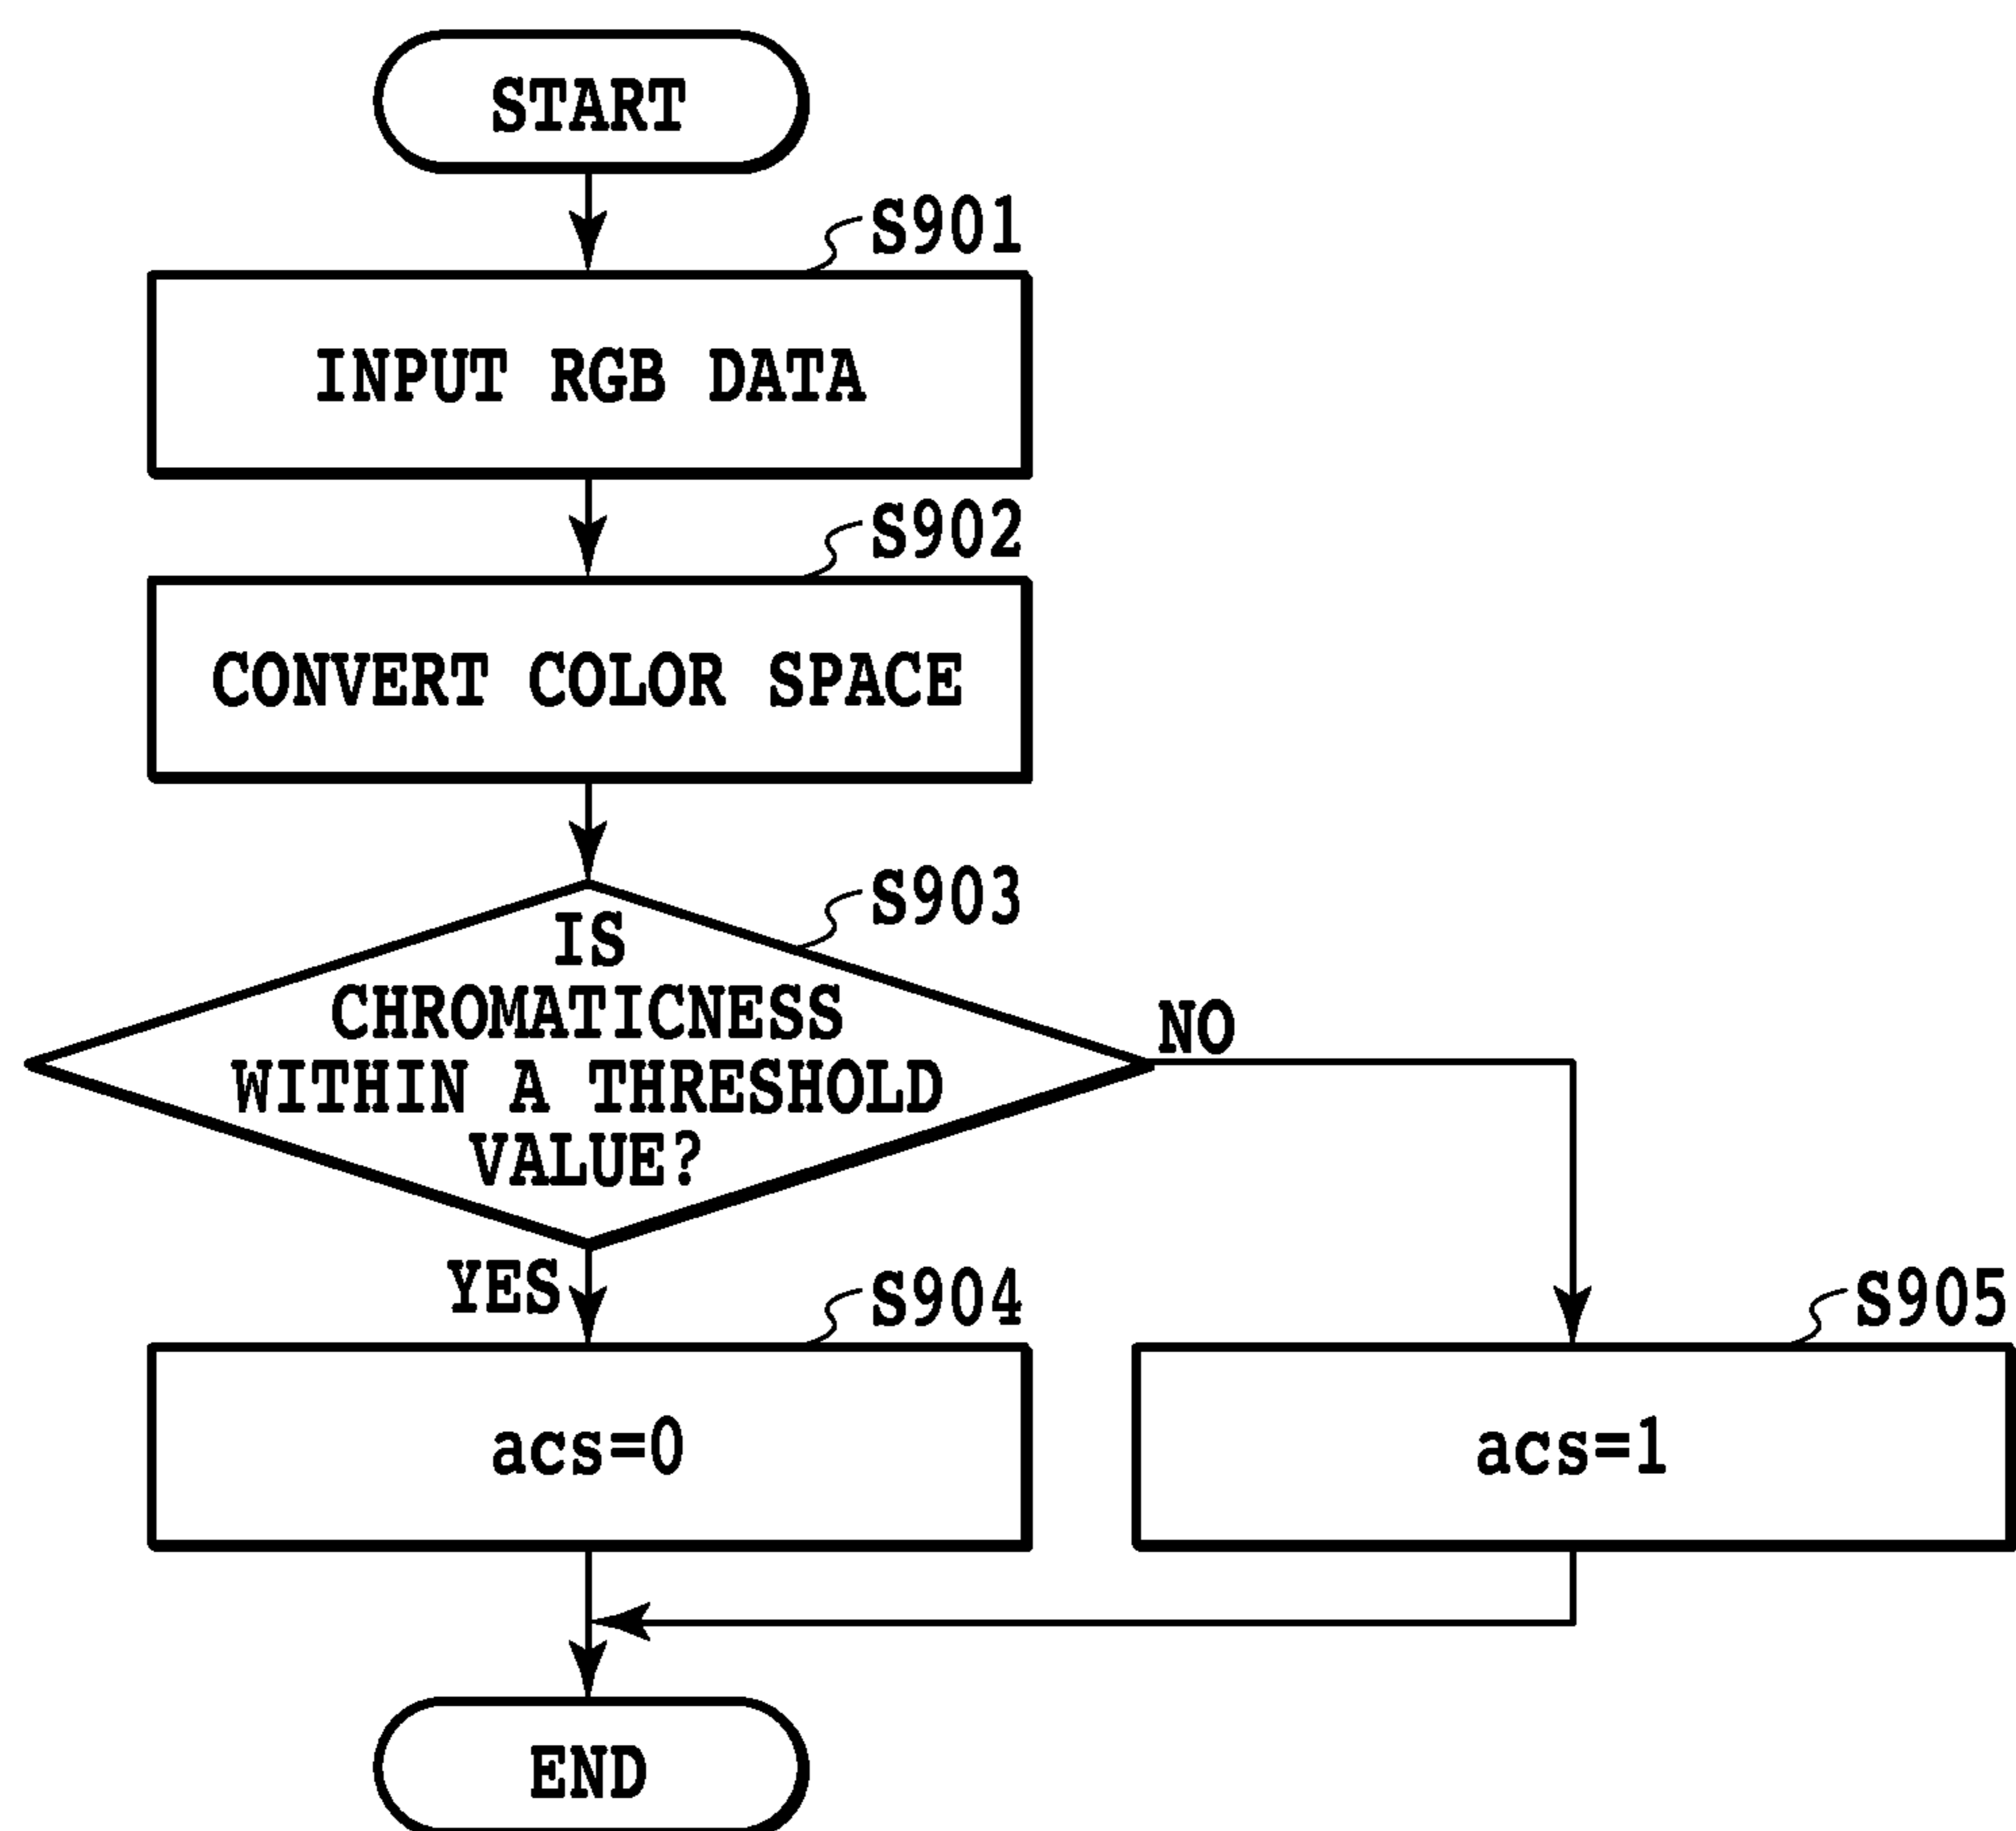 START
S901
INPUT RGB DATA
S902
CONVERT COLOR SPACE
S903
IS
CHROMATICNESS
WITHIN A THRESHOLD
VALUE?
NO
YES
S904
acs=0
S905
acs=1
END